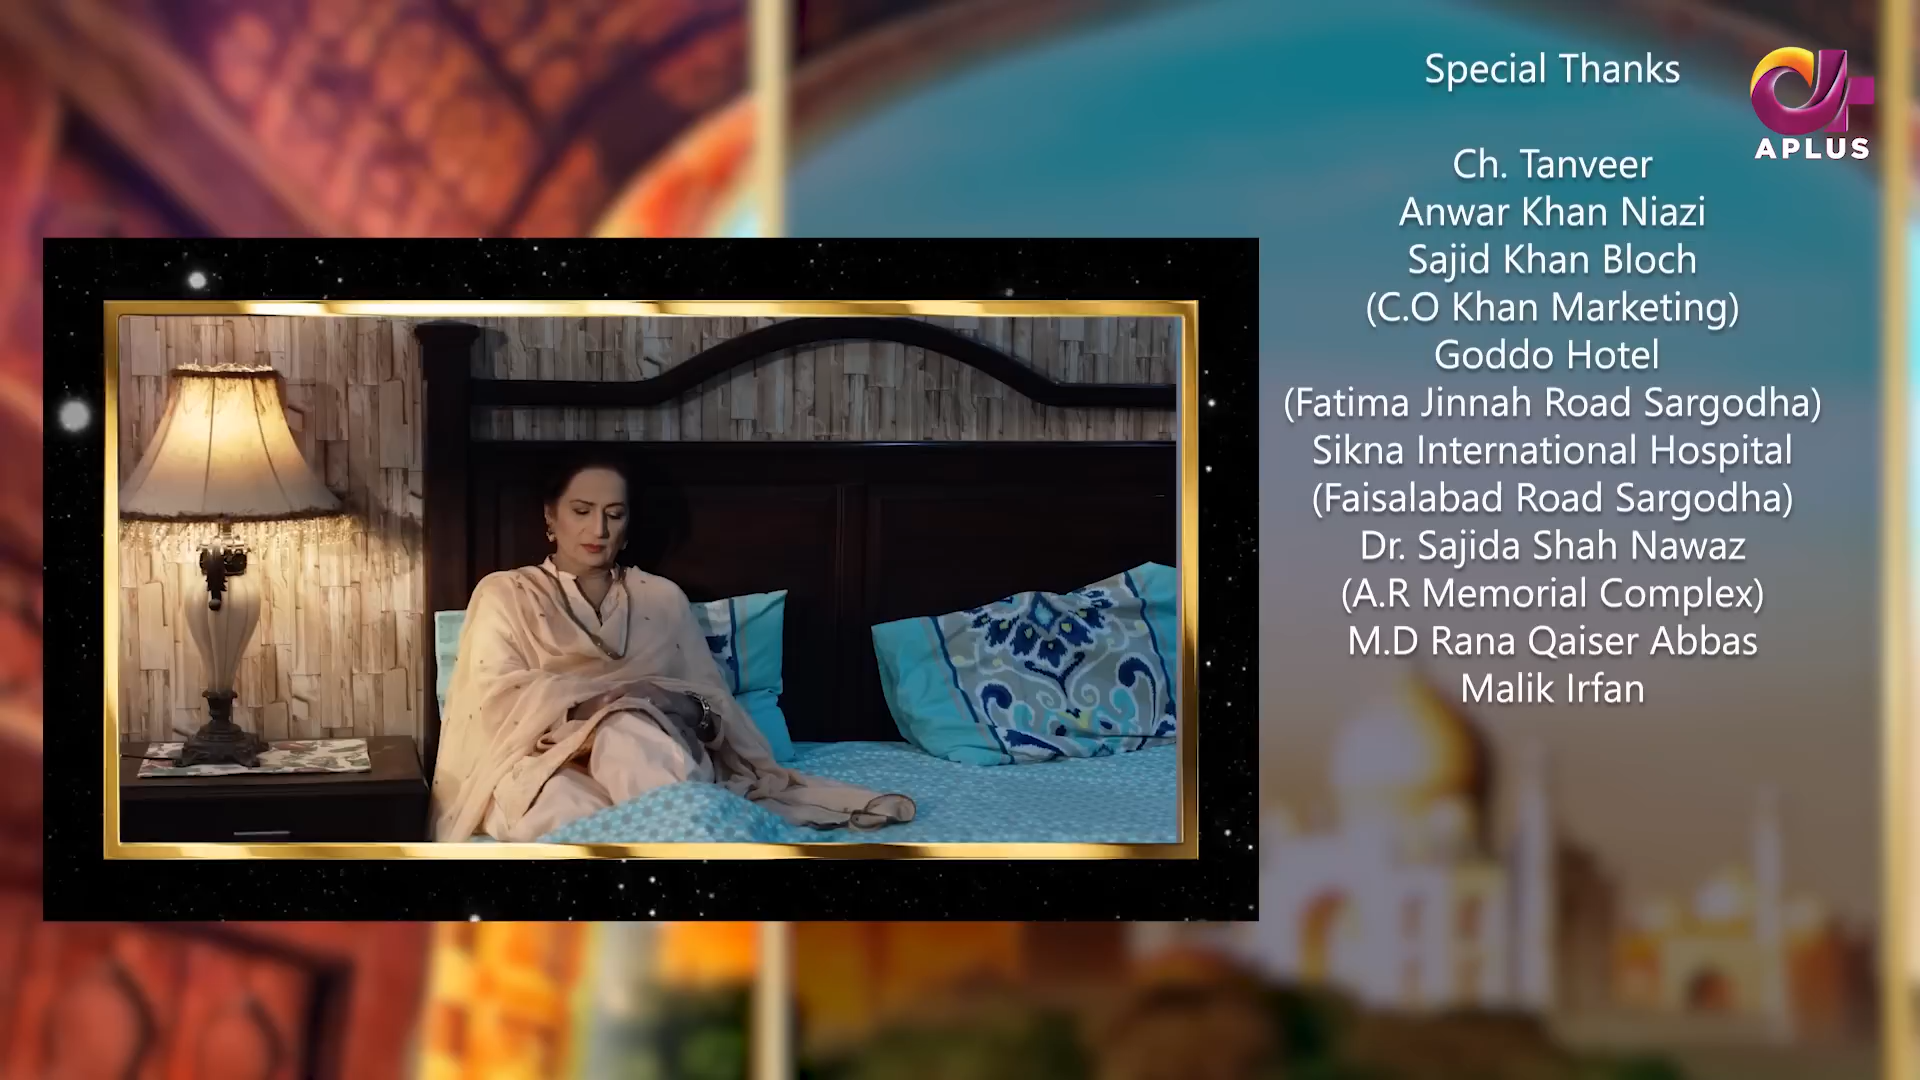 Special Thanks
APLUS
Ch. Tanveer
Anwar Khan Niazi
Sajid Khan Bloch
(C.O Khan Marketing)
Goddo Hotel
(Fatima Jinnah Road Sargodha)
Sikna International Hospital
(Faisalabad Road Sargodha)
Dr. Sajida Shah Nawaz
(A.R Memorial Complex)
M.D Rana Qaiser Abbas
Malik Irfan